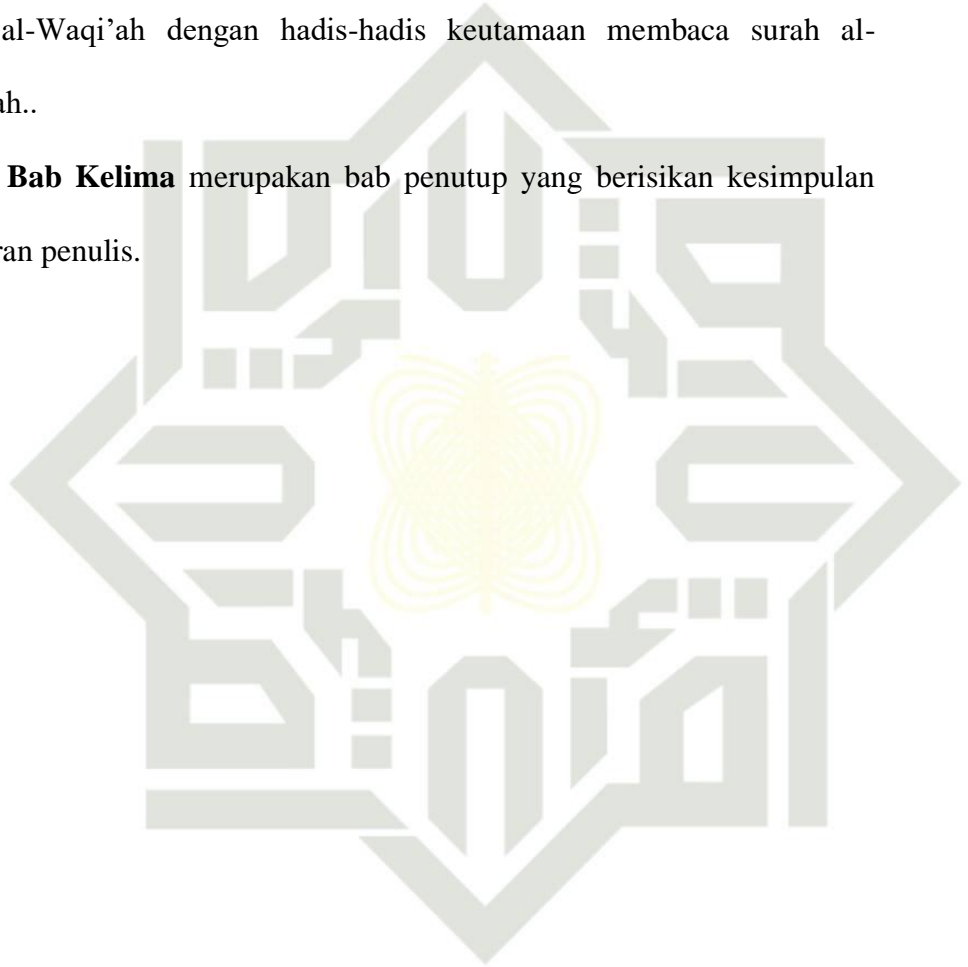 al-Waqi’ah dengan hadis-hadis keutamaan membaca surah al-
ah..
Bab Kelima merupakan bab penutup yang berisikan kesimpulan
ran penulis.